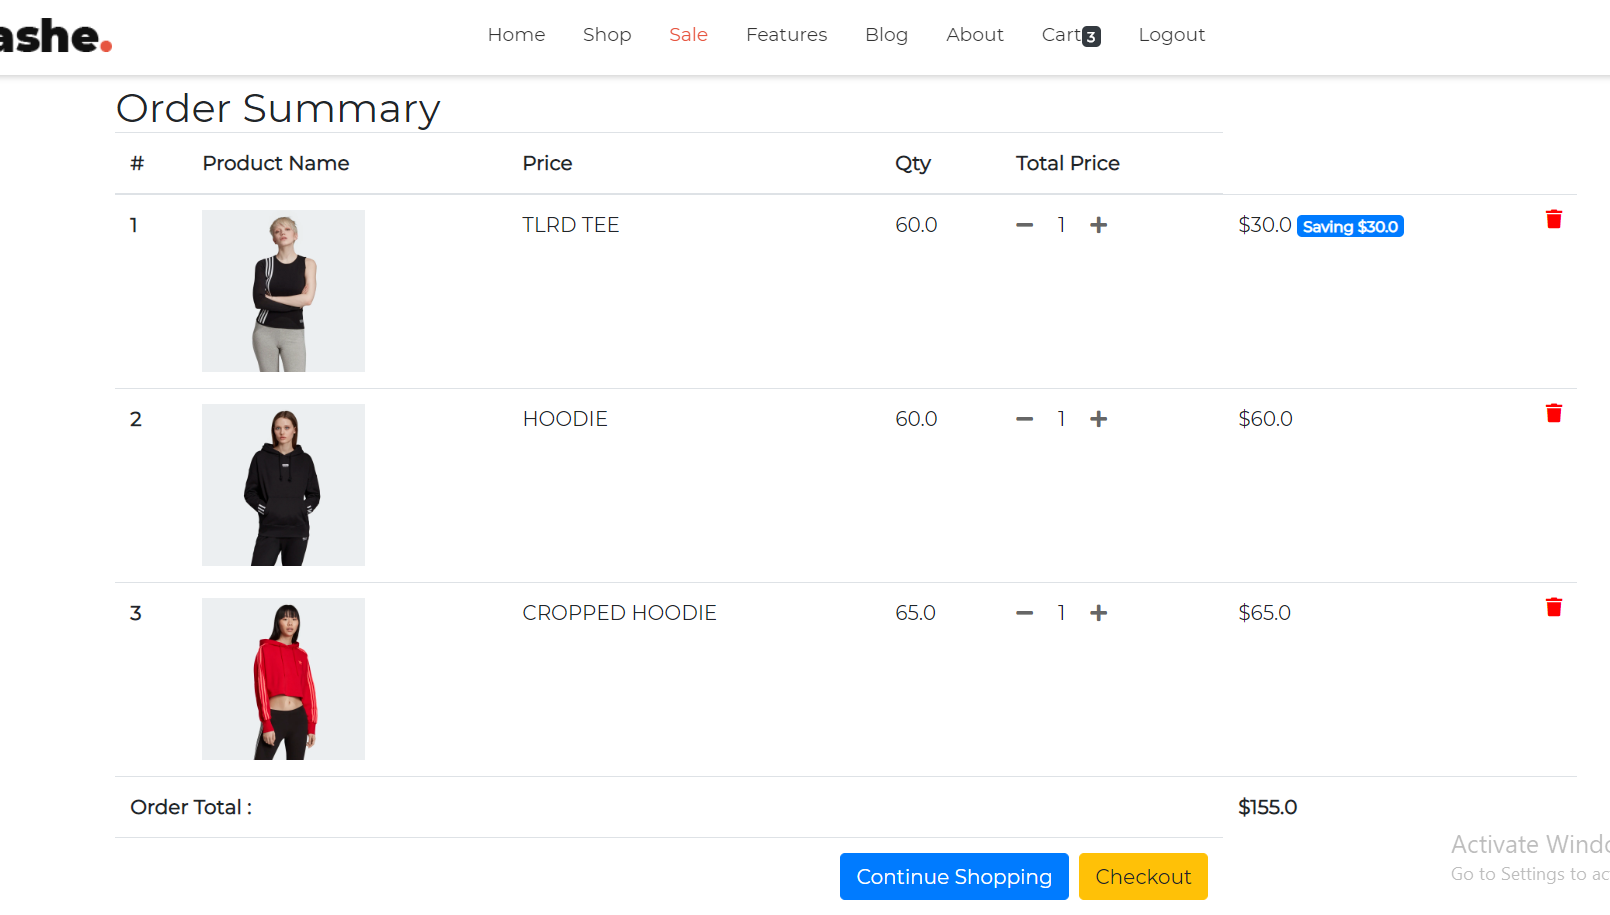 ashe.
Home Shop Sale Features Blog About Cart 3 Logout
Order Summary
# Product Name Price Qty Total Price
1 TLRD TEE 60.0 1 $30.0 Saving $30.0
2 HOODIE 60.0 1 $60.0
3 CROPPED HOODIE 65.0 1 $65.0
Order Total : $155.0
Continue Shopping Checkout
Activate Windo
Go to Settings to ac